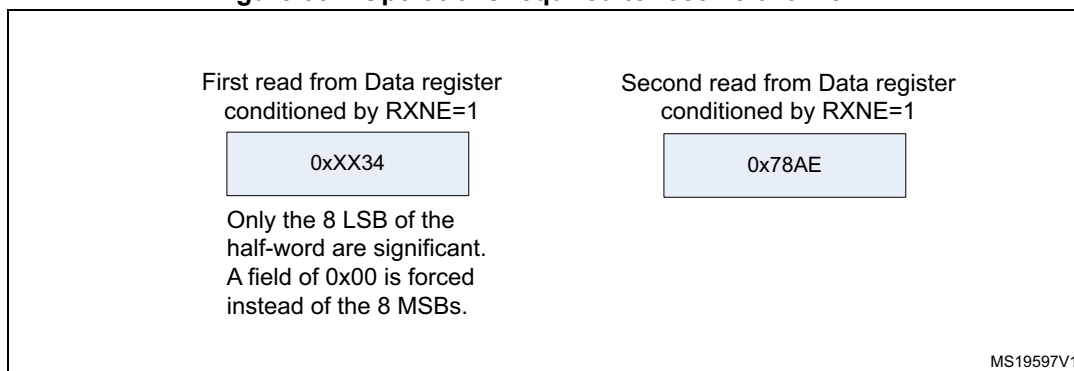 First read from Data register
conditioned by RXNE=1
0xXX34
Only the 8 LSB of the
half-word are significant.
A field of 0x00 is forced
instead of the 8 MSBs.
Second read from Data register
conditioned by RXNE=1
0x78AE
MS19597V1